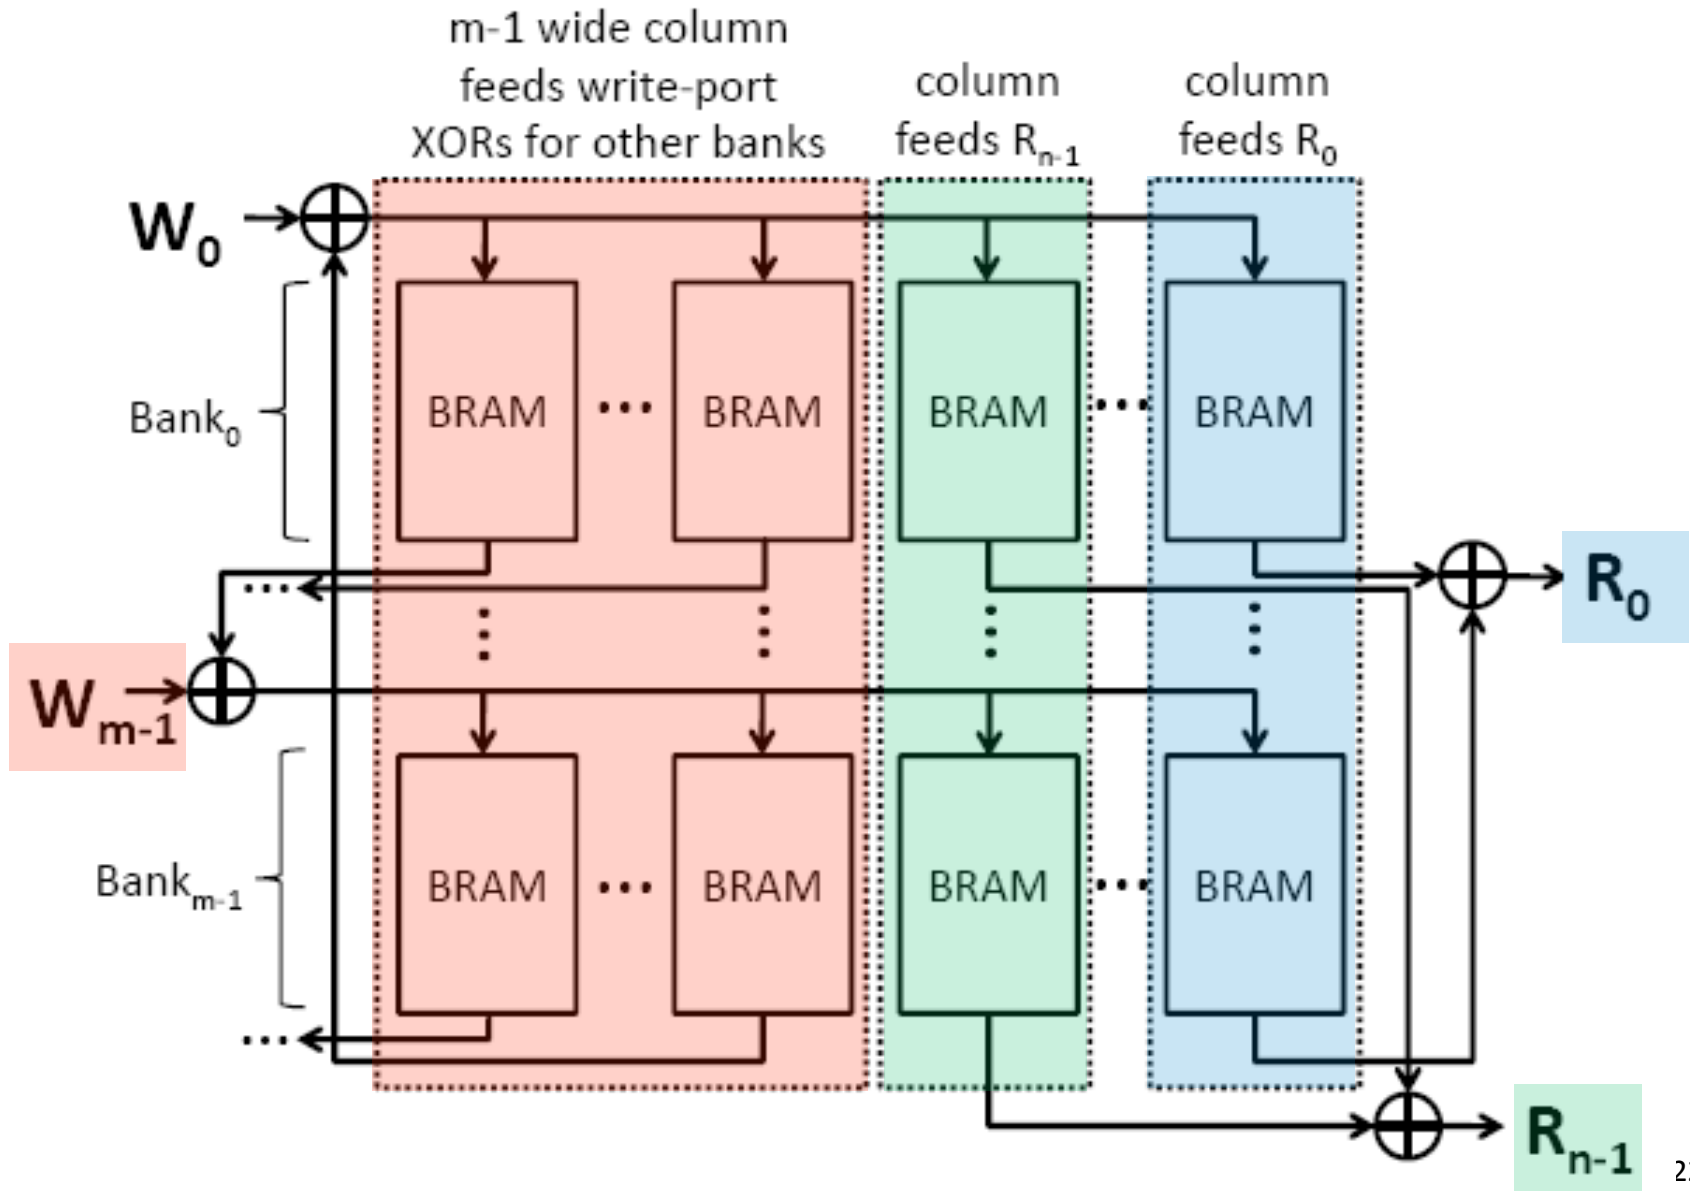 m-1 wide column
feeds write-port
XORs for other banks
column
feeds Rn-1
column
feeds R0
W0
Bank0
BRAM
...
BRAM
BRAM
...
BRAM
...
R0
Wm-1
Bankm-1
BRAM
...
BRAM
BRAM
...
BRAM
...
Rn-1